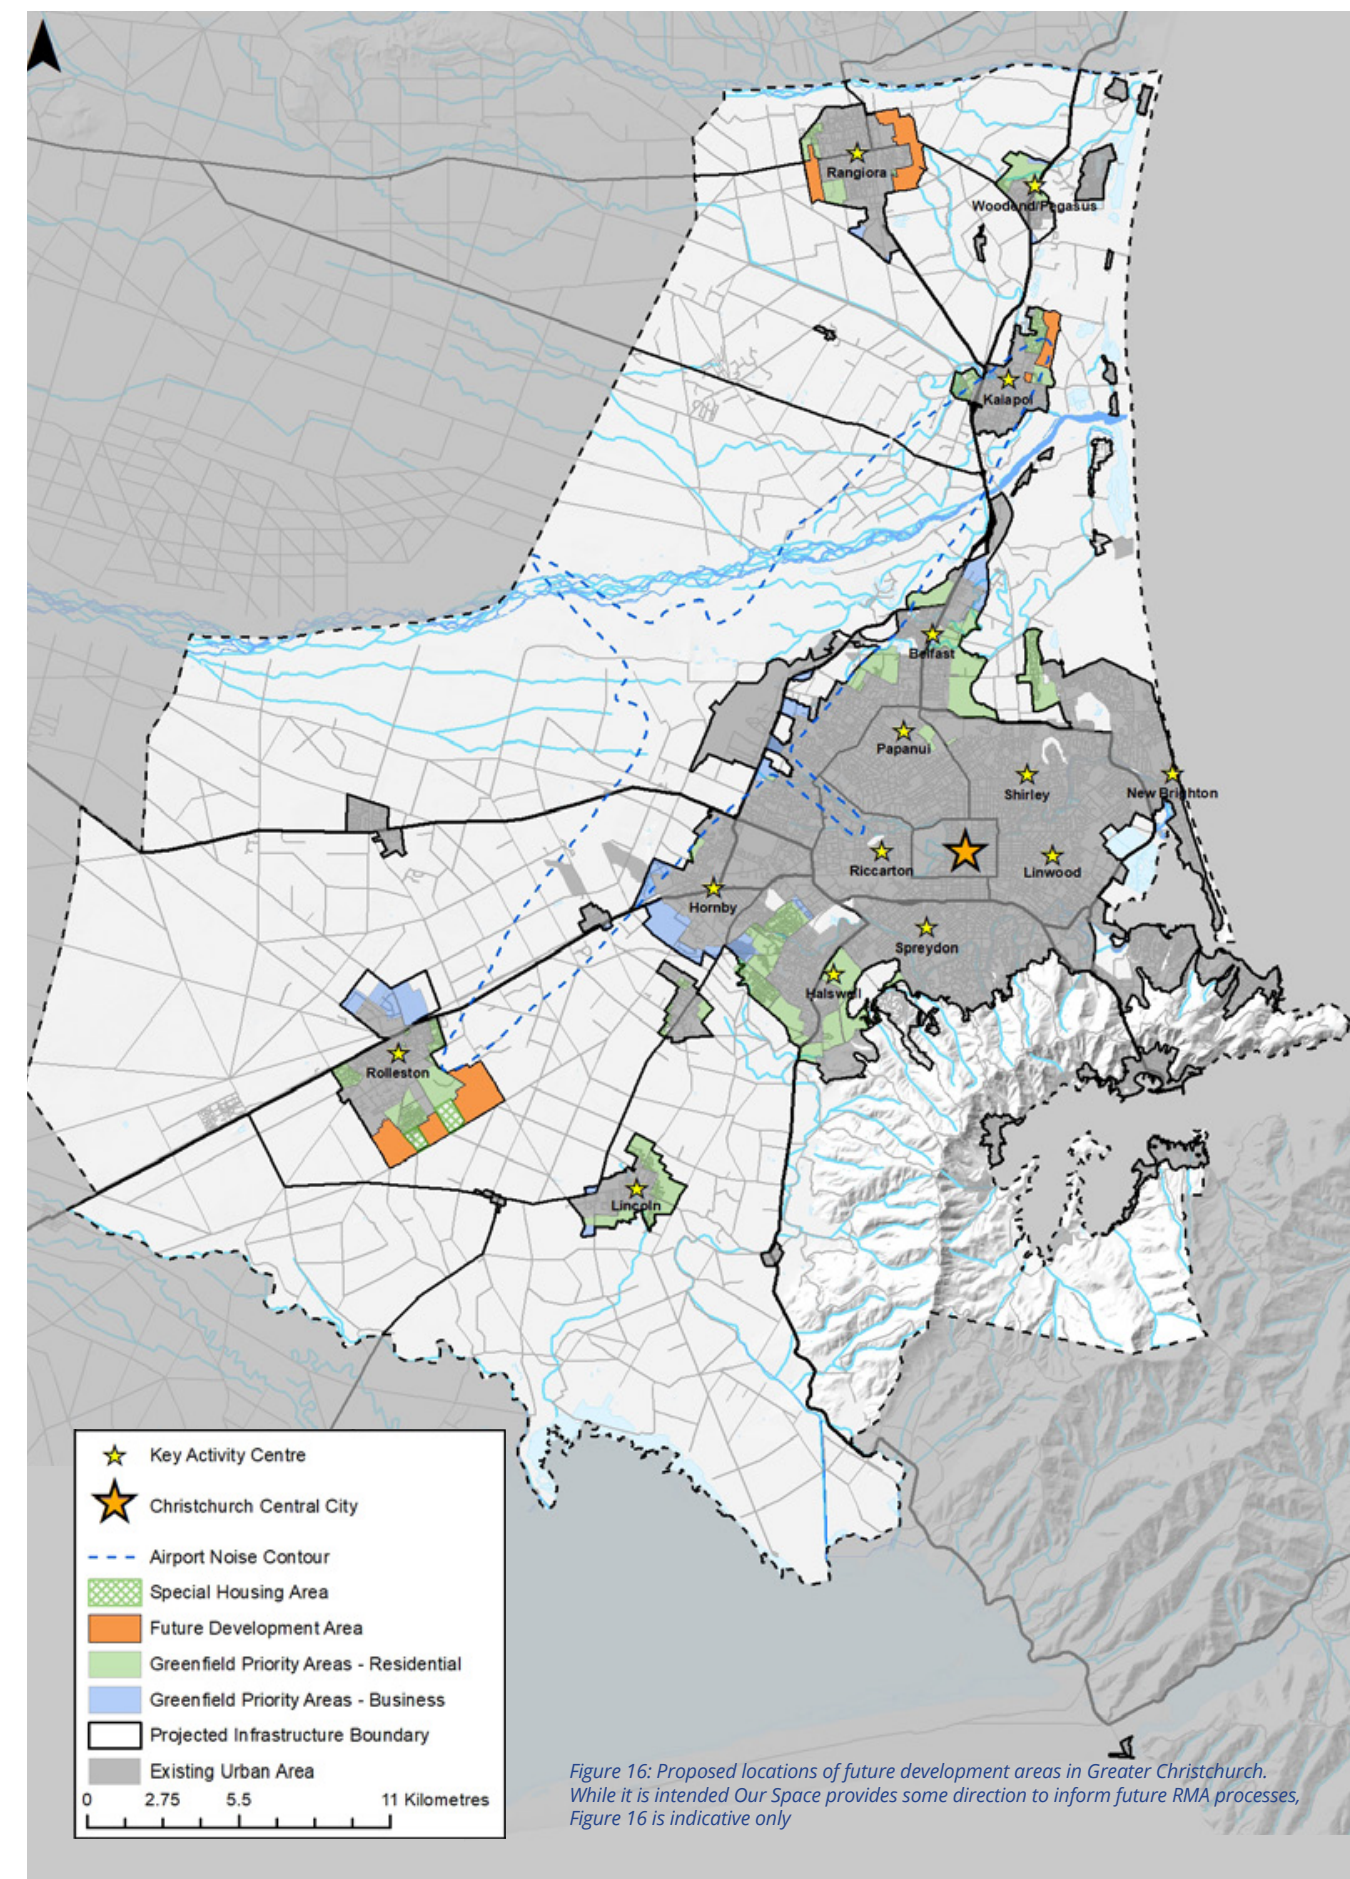 Rangiora
Woodend/Pegasus
Kaiapoi
Belfast
Papanui
Shirley
New Brighton
Riccarton
Linwood
Hornby
Spreydon
Halswell
Rolleston
Lincoln
Key Activity Centre
Christchurch Central City
Airport Noise Contour
Special Housing Area
Future Development Area
Greenfield Priority Areas - Residential
Greenfield Priority Areas - Business
Projected Infrastructure Boundary
Existing Urban Area
0 2.75 5.5 11 Kilometres
Figure 16: Proposed locations of future development areas in Greater Christchurch.
While it is intended Our Space provides some direction to inform future RMA processes,
Figure 16 is indicative only